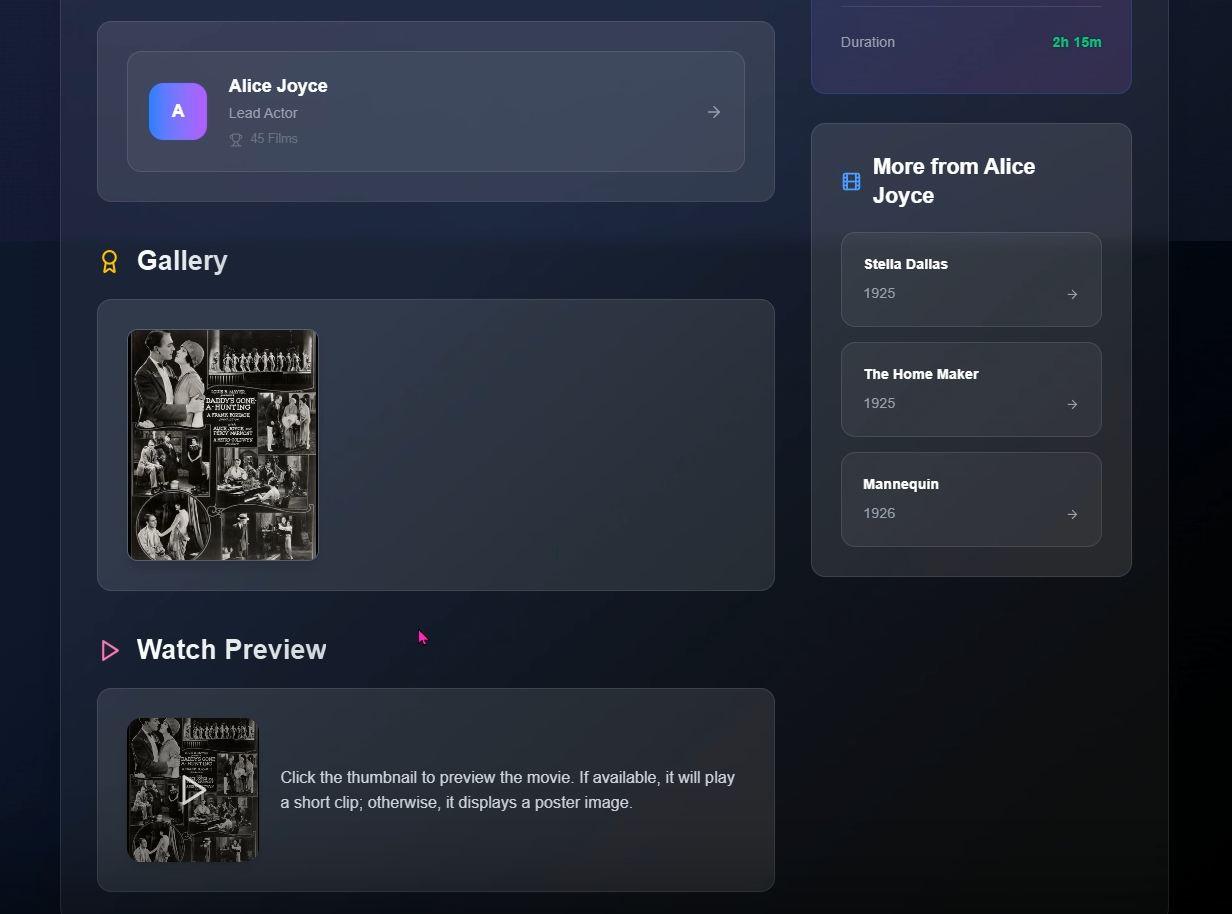 A
Alice Joyce
Lead Actor
45 Films
Gallery
LOUIS B. MAYER
DADDY'S GONE
A-HUNTING
A FRANK BORZAGE
production
with
ALICE JOYCE and
PERCY MARMONT
A METRO-GOLDWYN
picture
Watch Preview
Click the thumbnail to preview the movie. If available, it will play
a short clip; otherwise, it displays a poster image.
Duration
2h 15m
More from Alice
Joyce
Stella Dallas
1925
The Home Maker
1925
Mannequin
1926